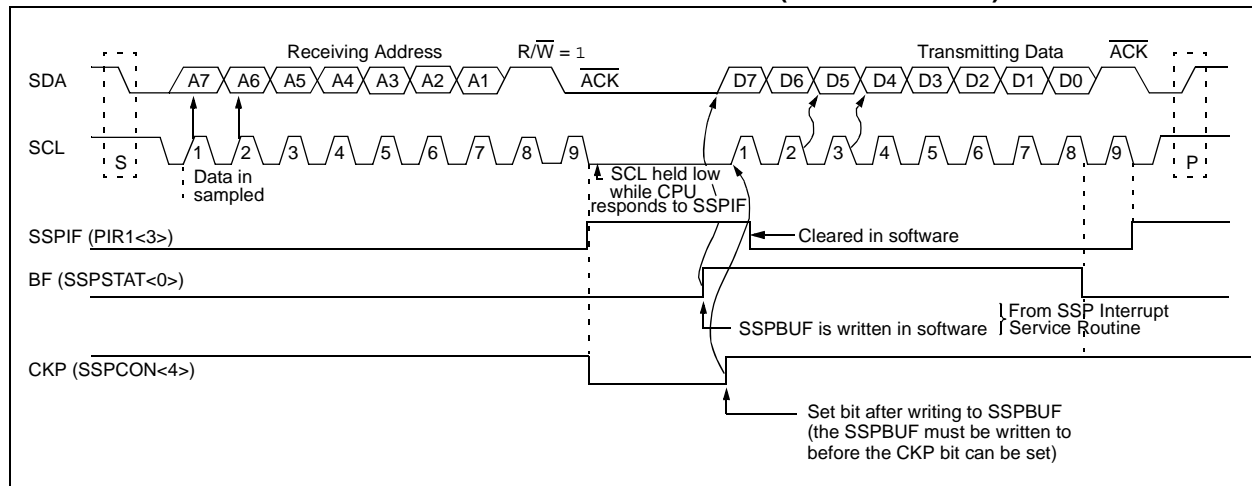 Receiving Address R/W = 1 Transmitting Data ACK
SDA A7 A6 A5 A4 A3 A2 A1 ACK D7 D6 D5 D4 D3 D2 D1 D0
SCL S 1 2 3 4 5 6 7 8 9 1 2 3 4 5 6 7 8 9 P
Data in
sampled
SCL held low
while CPU
responds to SSPIF
SSPIF (PIR1<3>)
Cleared in software
BF (SSPSTAT<0>)
SSPBUF is written in software
From SSP Interrupt
Service Routine
CKP (SSPCON<4>)
Set bit after writing to SSPBUF
(the SSPBUF must be written to
before the CKP bit can be set)